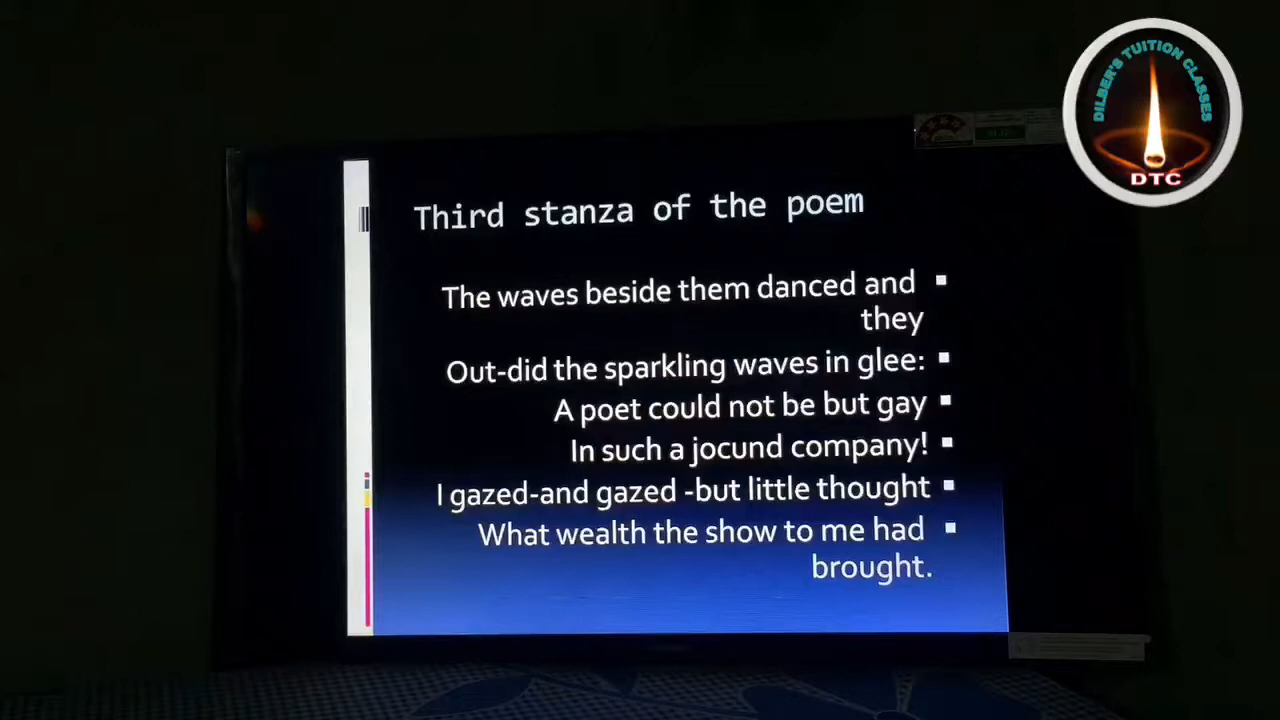 DILBER'S TUITION CLASSES
DTC
Third stanza of the poem
The waves beside them danced and
they
Out-did the sparkling waves in glee:
A poet could not be but gay
In such a jocund company!
I gazed-and gazed -but little thought
What wealth the show to me had
brought.